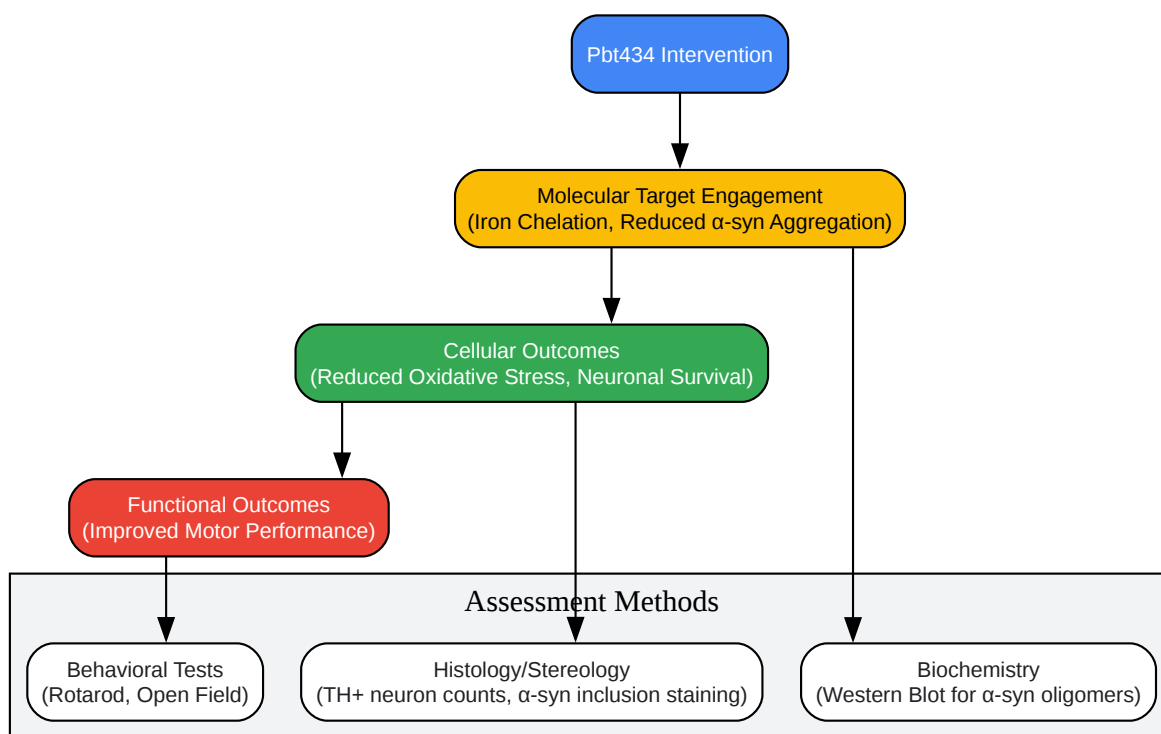 Pbt434 Intervention
Molecular Target Engagement
(Iron Chelation, Reduced α-syn Aggregation)
Cellular Outcomes
(Reduced Oxidative Stress, Neuronal Survival)
Functional Outcomes
(Improved Motor Performance)
Assessment Methods
Behavioral Tests
(Rotarod, Open Field)
Histology/Stereology
(TH+ neuron counts, α-syn inclusion staining)
Biochemistry
(Western Blot for α-syn oligomers)